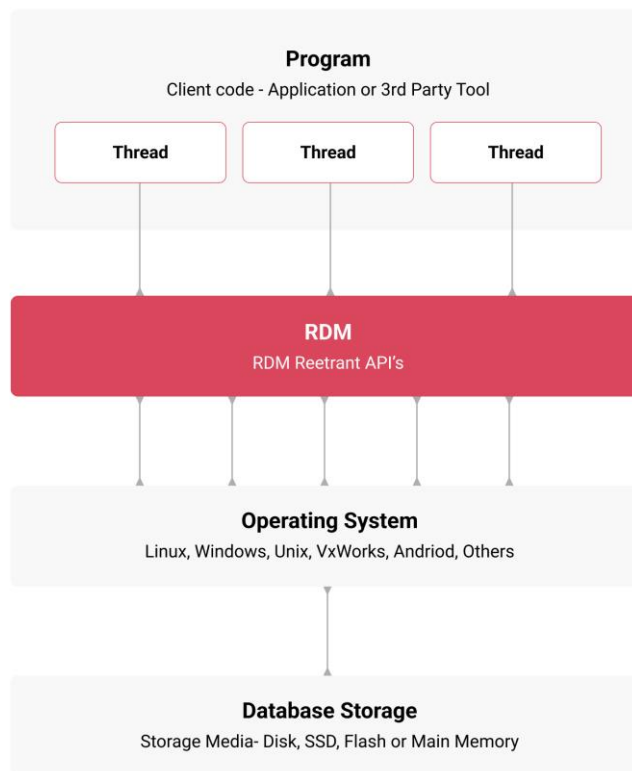 Program
Client code - Application or 3rd Party Tool
Thread
Thread
Thread
RDM
RDM Reetrant API's
Operating System
Linux, Windows, Unix, VxWorks, Andriod, Others
Database Storage
Storage Media- Disk, SSD, Flash or Main Memory